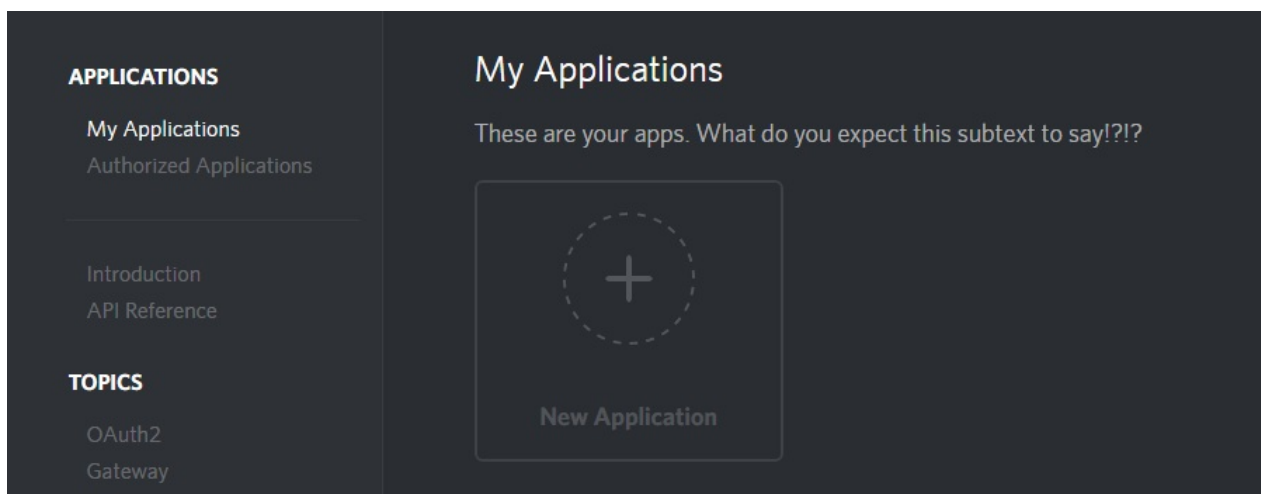 APPLICATIONS
My Applications
Authorized Applications
Introduction
API Reference
TOPICS
OAuth2
Gateway
My Applications
These are your apps. What do you expect this subtext to say!?!?
New Application